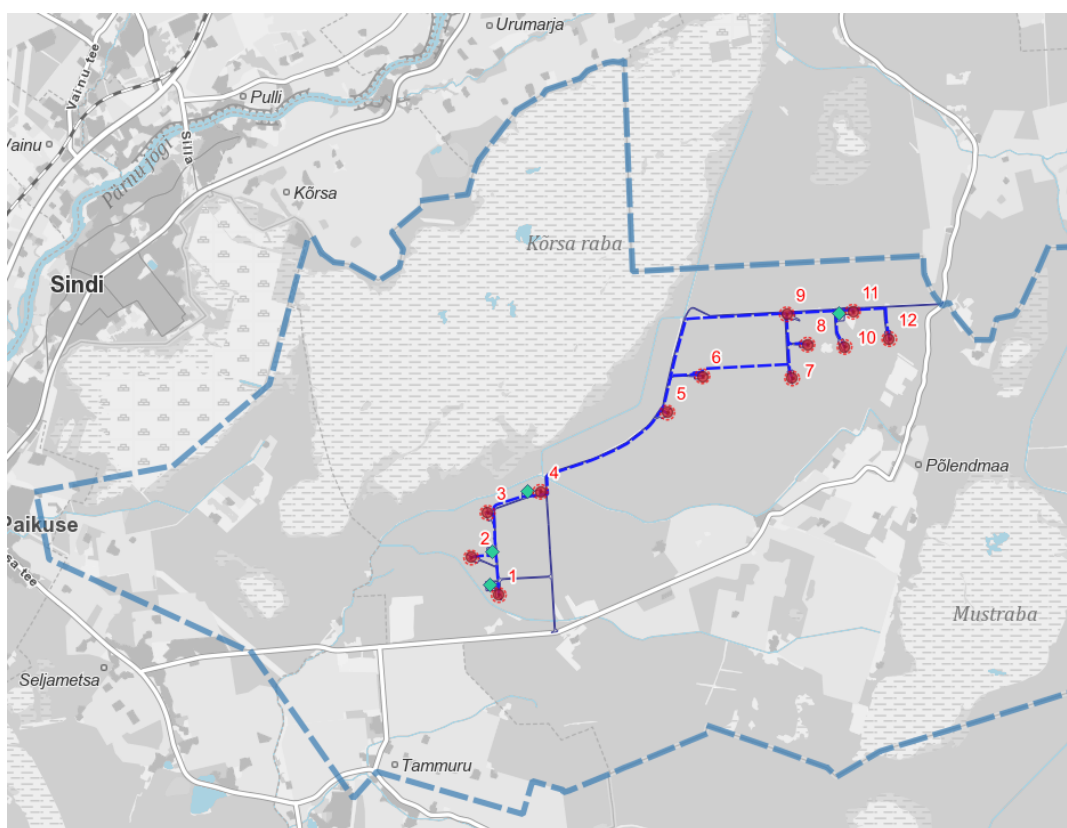 Urumarja
Vainu-tee
Pulli
Silla
Pärnu jõgi
Kõrsa
Kõrsa raba
Sindi
9
11
8
12
10
6
7
5
4
Põlendmaa
3
Paikuse
2
1
Mustraba
Seljametsa
Tammuru